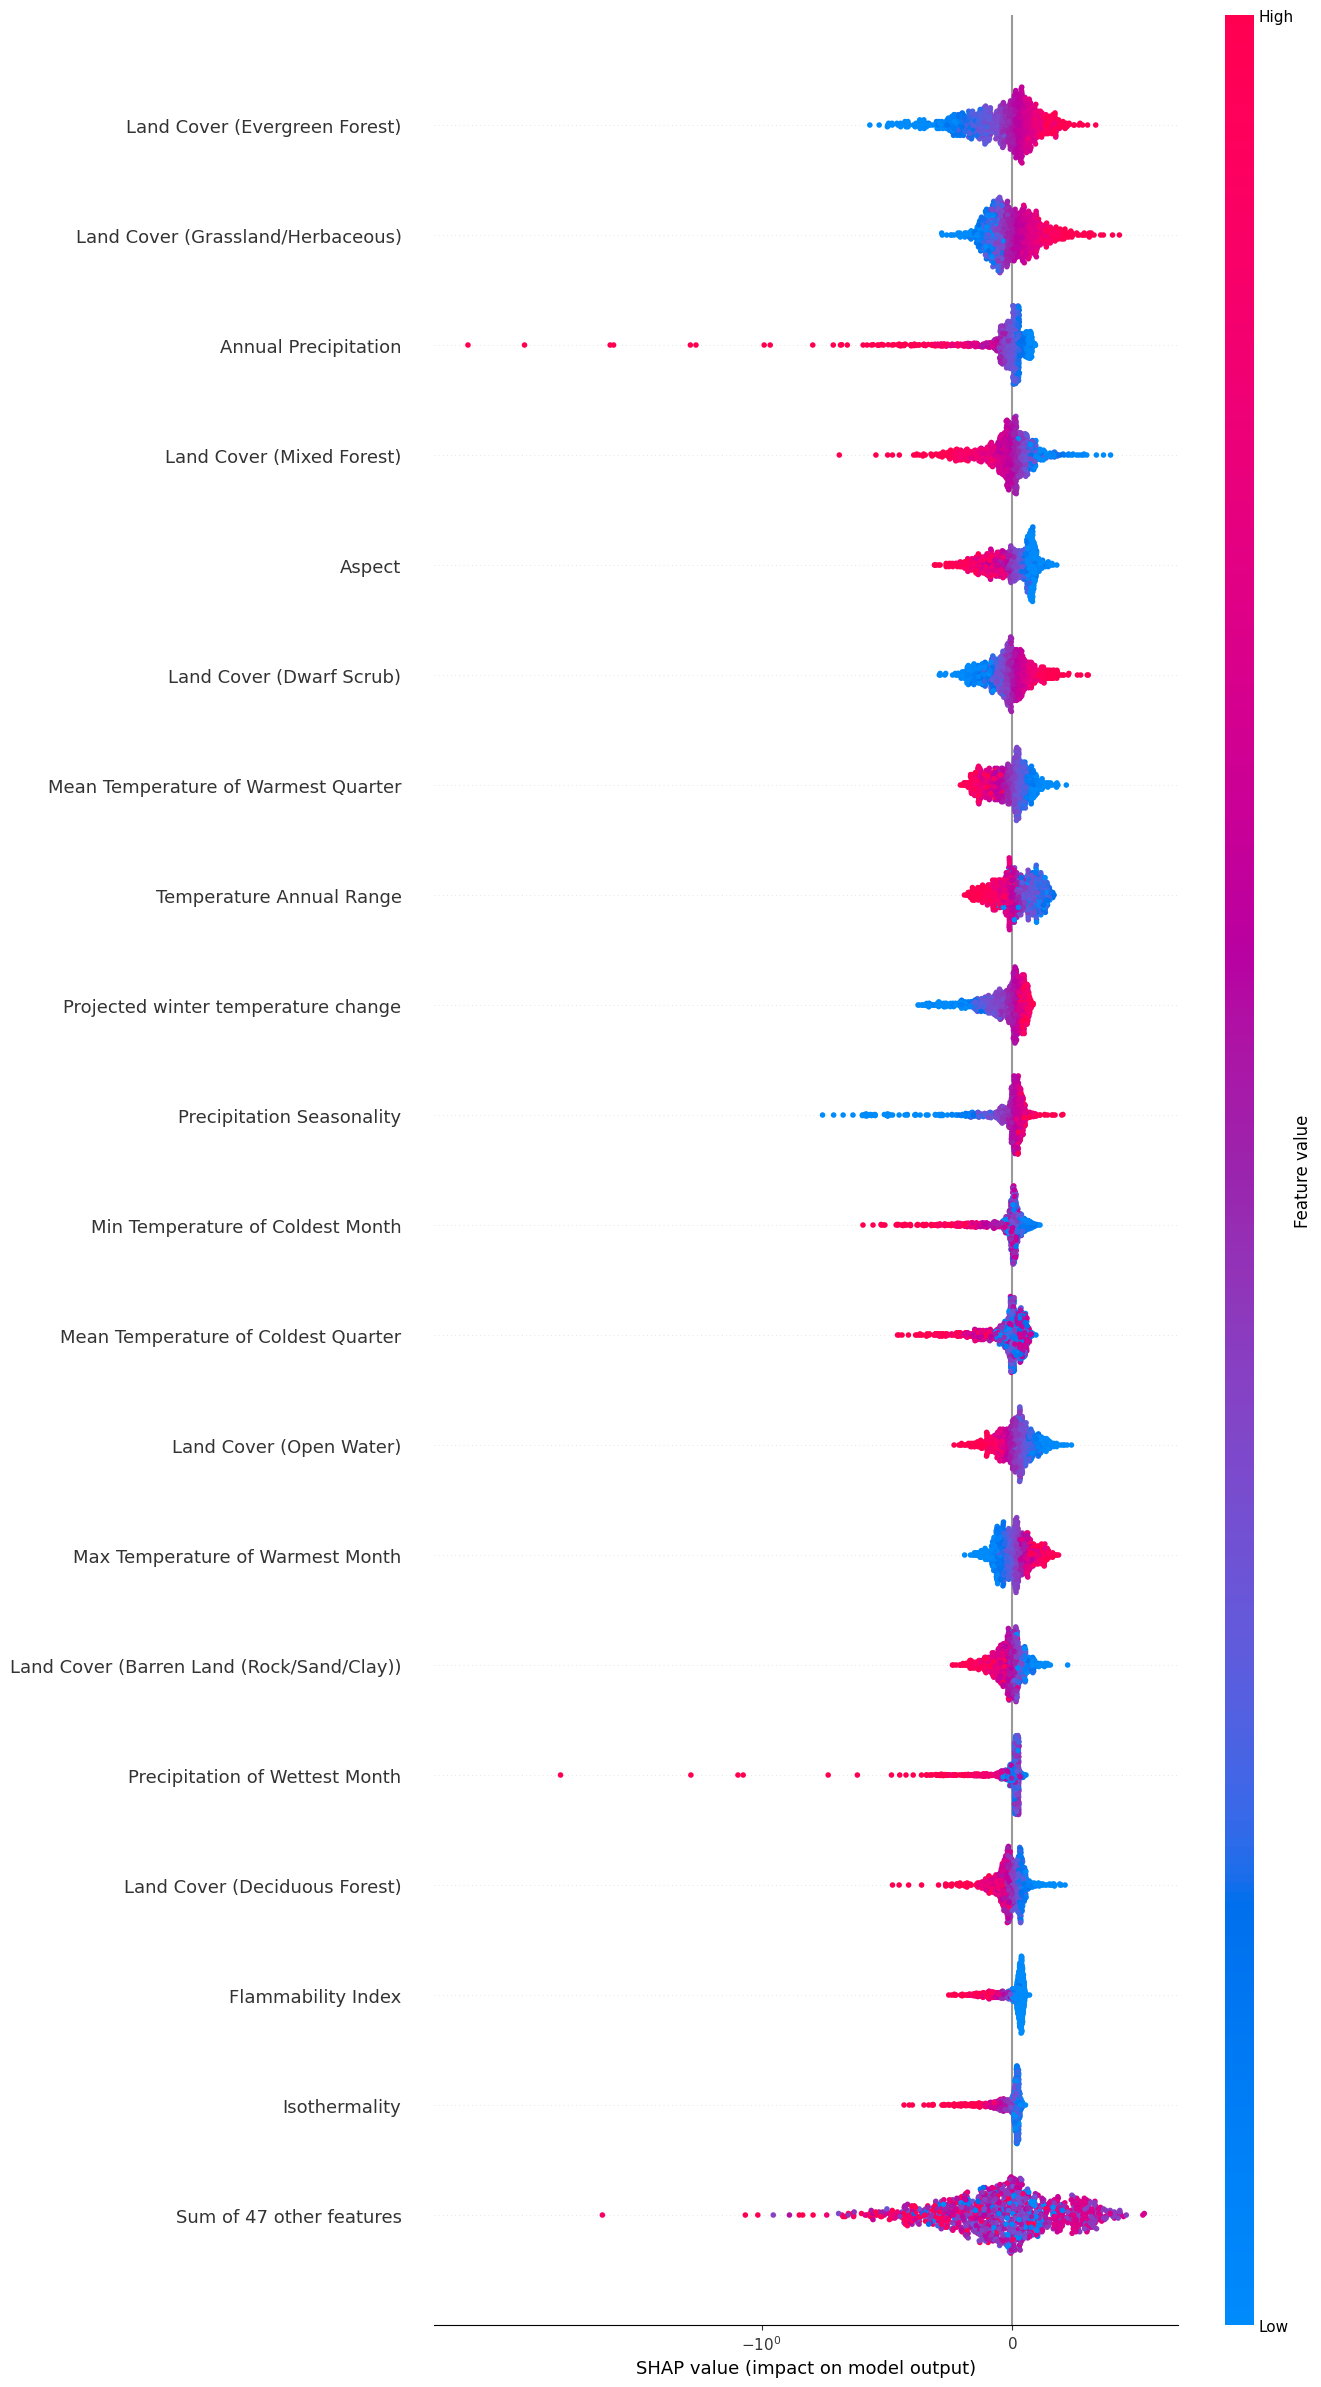 High
Land Cover (Evergreen Forest)
Land Cover (Grassland/Herbaceous)
Annual Precipitation
Land Cover (Mixed Forest)
Aspect
Land Cover (Dwarf Scrub)
Mean Temperature of Warmest Quarter
Temperature Annual Range
Projected winter temperature change
Precipitation Seasonality
Feature value
Min Temperature of Coldest Month
Mean Temperature of Coldest Quarter
Land Cover (Open Water)
Max Temperature of Warmest Month
Land Cover (Barren Land (Rock/Sand/Clay))
Precipitation of Wettest Month
Land Cover (Deciduous Forest)
Flammability Index
Isothermality
Sum of 47 other features
Low
−10⁰ 0
SHAP value (impact on model output)